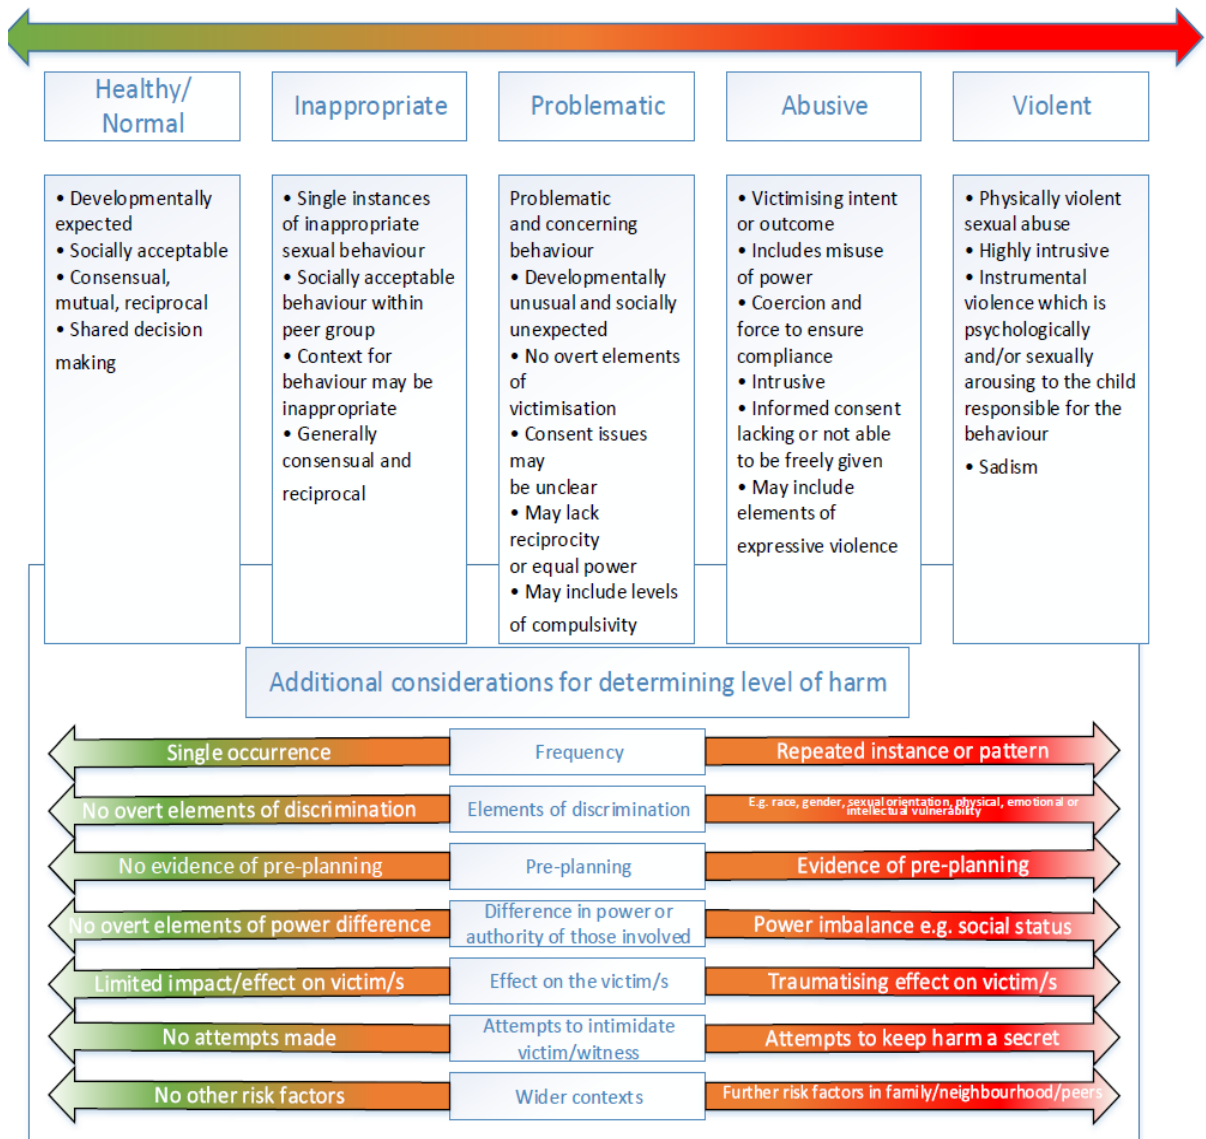 Healthy/
Normal
Inappropriate
Problematic
Abusive
Violent
• Developmentally
expected
• Socially acceptable
• Consensual,
mutual, reciprocal
• Shared decision
making
• Single instances
of inappropriate
sexual behaviour
• Socially acceptable
behaviour within
peer group
• Context for
behaviour may be
inappropriate
• Generally
consensual and
reciprocal
Problematic
and concerning
behaviour
• Developmentally
unusual and socially
unexpected
• No overt elements
of
victimisation
• Consent issues
may
be unclear
• May lack
reciprocity
or equal power
• May include levels
of compulsivity
• Victimising intent
or outcome
• Includes misuse
of power
• Coercion and
force to ensure
compliance
• Intrusive
• Informed consent
lacking or not able
to be freely given
• May include
elements of
expressive violence
• Physically violent
sexual abuse
• Highly intrusive
• Instrumental
violence which is
psychologically
and/or sexually
arousing to the child
responsible for the
behaviour
• Sadism
Additional considerations for determining level of harm
Single occurrence
Frequency
Repeated instance or pattern
No overt elements of discrimination
Elements of discrimination
E.g. race, gender, sexual orientation, physical, emotional or
intellectual vulnerability
No evidence of pre-planning
Pre-planning
Evidence of pre-planning
No overt elements of power difference
Difference in power or
authority of those involved
Power imbalance e.g. social status
Limited impact/effect on victim/s
Effect on the victim/s
Traumatising effect on victim/s
No attempts made
Attempts to intimidate
victim/witness
Attempts to keep harm a secret
No other risk factors
Wider contexts
Further risk factors in family/neighbourhood/peers